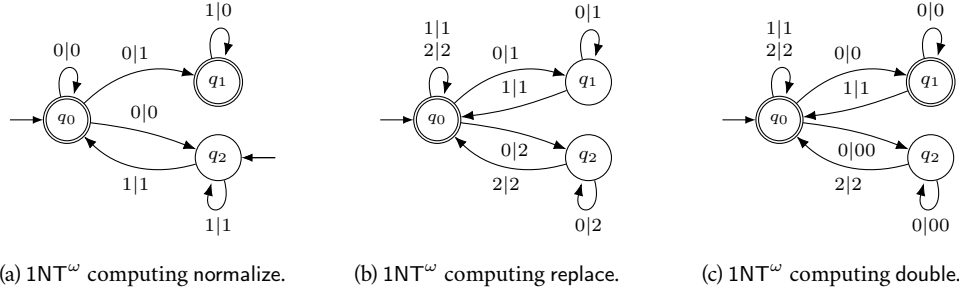 1|0
0|0
0|1
q₁
q₀
0|0
q₂
1|1
1|1
(a) 1NTω computing normalize.
0|1
1|1
2|2
0|1
q₁
1|1
q₀
0|2
q₂
2|2
0|2
(b) 1NTω computing replace.
0|0
1|1
2|2
0|0
q₁
1|1
q₀
0|00
q₂
2|2
0|00
(c) 1NTω computing double.